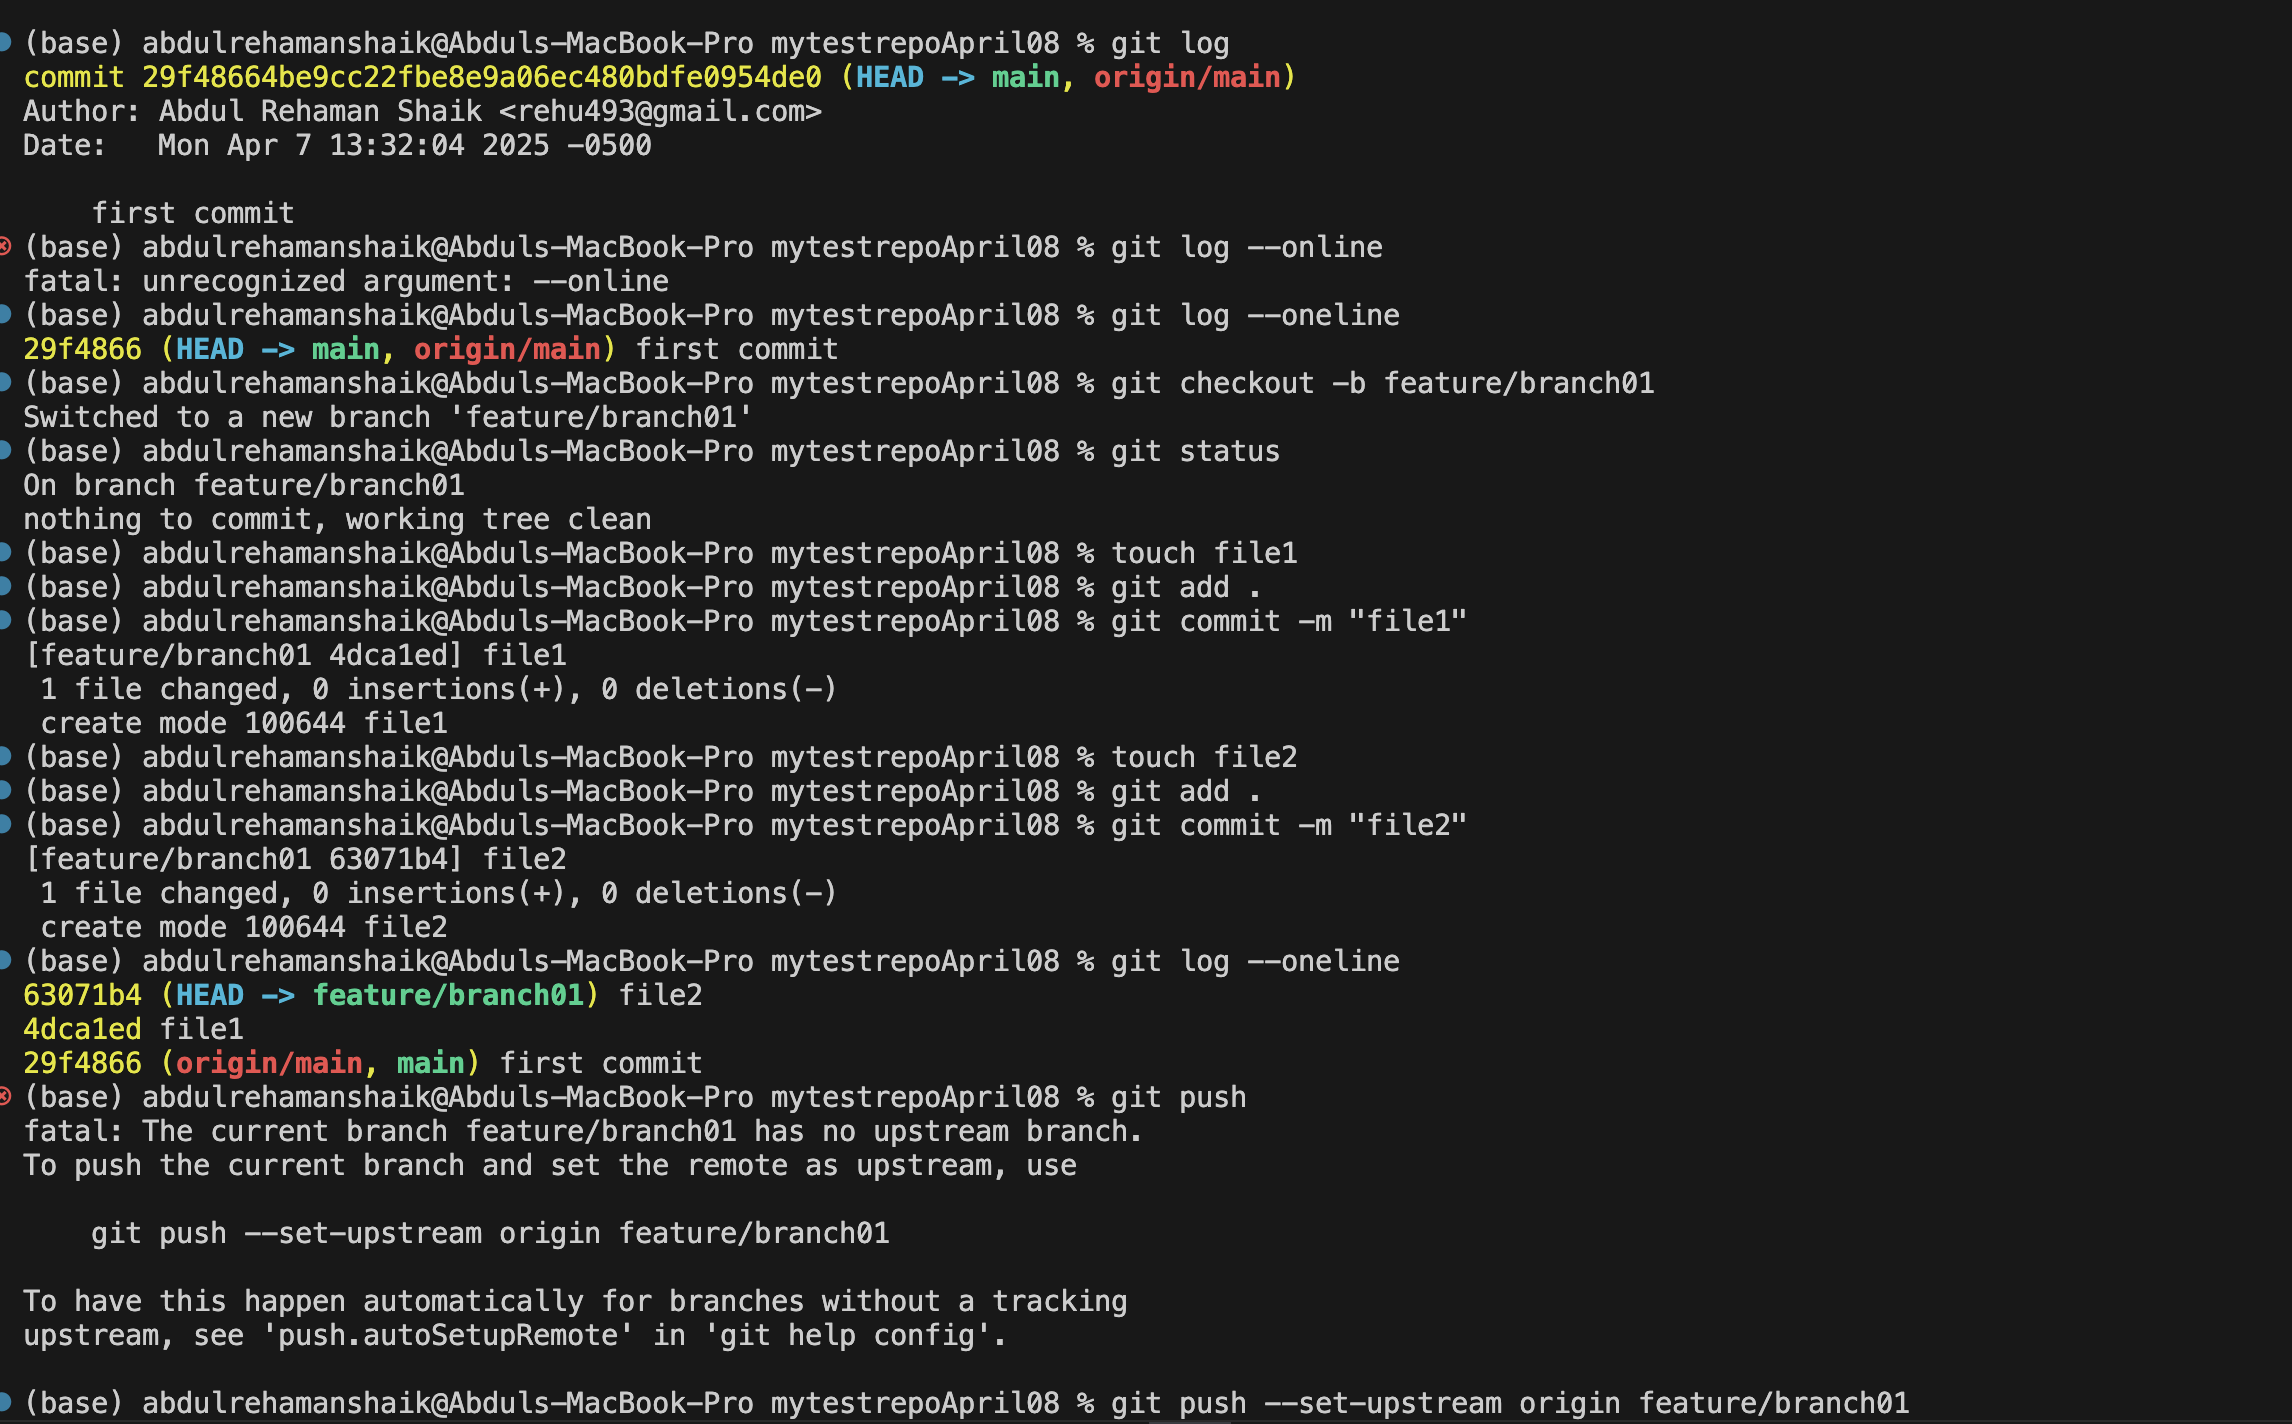 (base) abdulrehamanshaik@Abduls-MacBook-Pro mytestrepoApril08 % git log
commit 29f48664be9cc22fbe8e9a06ec480bdfe0954de0 (HEAD -> main, origin/main)
Author: Abdul Rehaman Shaik <rehu493@gmail.com>
Date:   Mon Apr 7 13:32:04 2025 -0500

    first commit
(base) abdulrehamanshaik@Abduls-MacBook-Pro mytestrepoApril08 % git log --online
fatal: unrecognized argument: --online
(base) abdulrehamanshaik@Abduls-MacBook-Pro mytestrepoApril08 % git log --oneline
29f4866 (HEAD -> main, origin/main) first commit
(base) abdulrehamanshaik@Abduls-MacBook-Pro mytestrepoApril08 % git checkout -b feature/branch01
Switched to a new branch 'feature/branch01'
(base) abdulrehamanshaik@Abduls-MacBook-Pro mytestrepoApril08 % git status
On branch feature/branch01
nothing to commit, working tree clean
(base) abdulrehamanshaik@Abduls-MacBook-Pro mytestrepoApril08 % touch file1
(base) abdulrehamanshaik@Abduls-MacBook-Pro mytestrepoApril08 % git add .
(base) abdulrehamanshaik@Abduls-MacBook-Pro mytestrepoApril08 % git commit -m "file1"
[feature/branch01 4dca1ed] file1
 1 file changed, 0 insertions(+), 0 deletions(-)
 create mode 100644 file1
(base) abdulrehamanshaik@Abduls-MacBook-Pro mytestrepoApril08 % touch file2
(base) abdulrehamanshaik@Abduls-MacBook-Pro mytestrepoApril08 % git add .
(base) abdulrehamanshaik@Abduls-MacBook-Pro mytestrepoApril08 % git commit -m "file2"
[feature/branch01 63071b4] file2
 1 file changed, 0 insertions(+), 0 deletions(-)
 create mode 100644 file2
(base) abdulrehamanshaik@Abduls-MacBook-Pro mytestrepoApril08 % git log --oneline
63071b4 (HEAD -> feature/branch01) file2
4dca1ed file1
29f4866 (origin/main, main) first commit
(base) abdulrehamanshaik@Abduls-MacBook-Pro mytestrepoApril08 % git push
fatal: The current branch feature/branch01 has no upstream branch.
To push the current branch and set the remote as upstream, use

    git push --set-upstream origin feature/branch01

To have this happen automatically for branches without a tracking
upstream, see 'push.autoSetupRemote' in 'git help config'.

(base) abdulrehamanshaik@Abduls-MacBook-Pro mytestrepoApril08 % git push --set-upstream origin feature/branch01